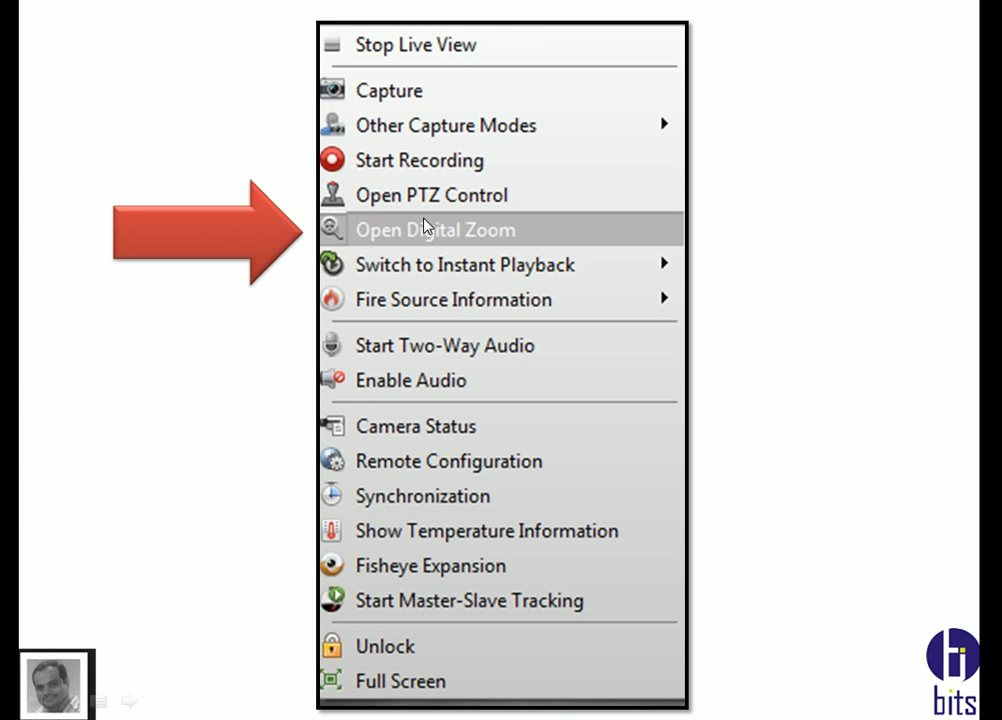 Stop Live View
Capture
Other Capture Modes
Start Recording
Open PTZ Control
Open Digital Zoom
Switch to Instant Playback
Fire Source Information
Start Two-Way Audio
Enable Audio
Camera Status
Remote Configuration
Synchronization
Show Temperature Information
Fisheye Expansion
Start Master-Slave Tracking
Unlock
Full Screen
bits